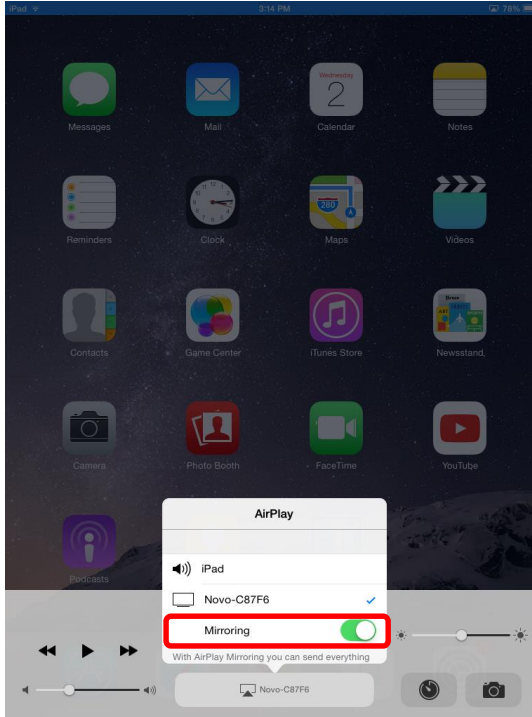 iPad 3:14 PM 78%
Wednesday
2
Messages Mail Calendar Notes
280
Reminders Clock Maps Videos
Contacts Game Center iTunes Store Newsstand
Camera Photo Booth FaceTime YouTube
Podcasts
AirPlay
iPad
Novo-C87F6
Mirroring
With AirPlay Mirroring you can send everything
Novo-C87F6